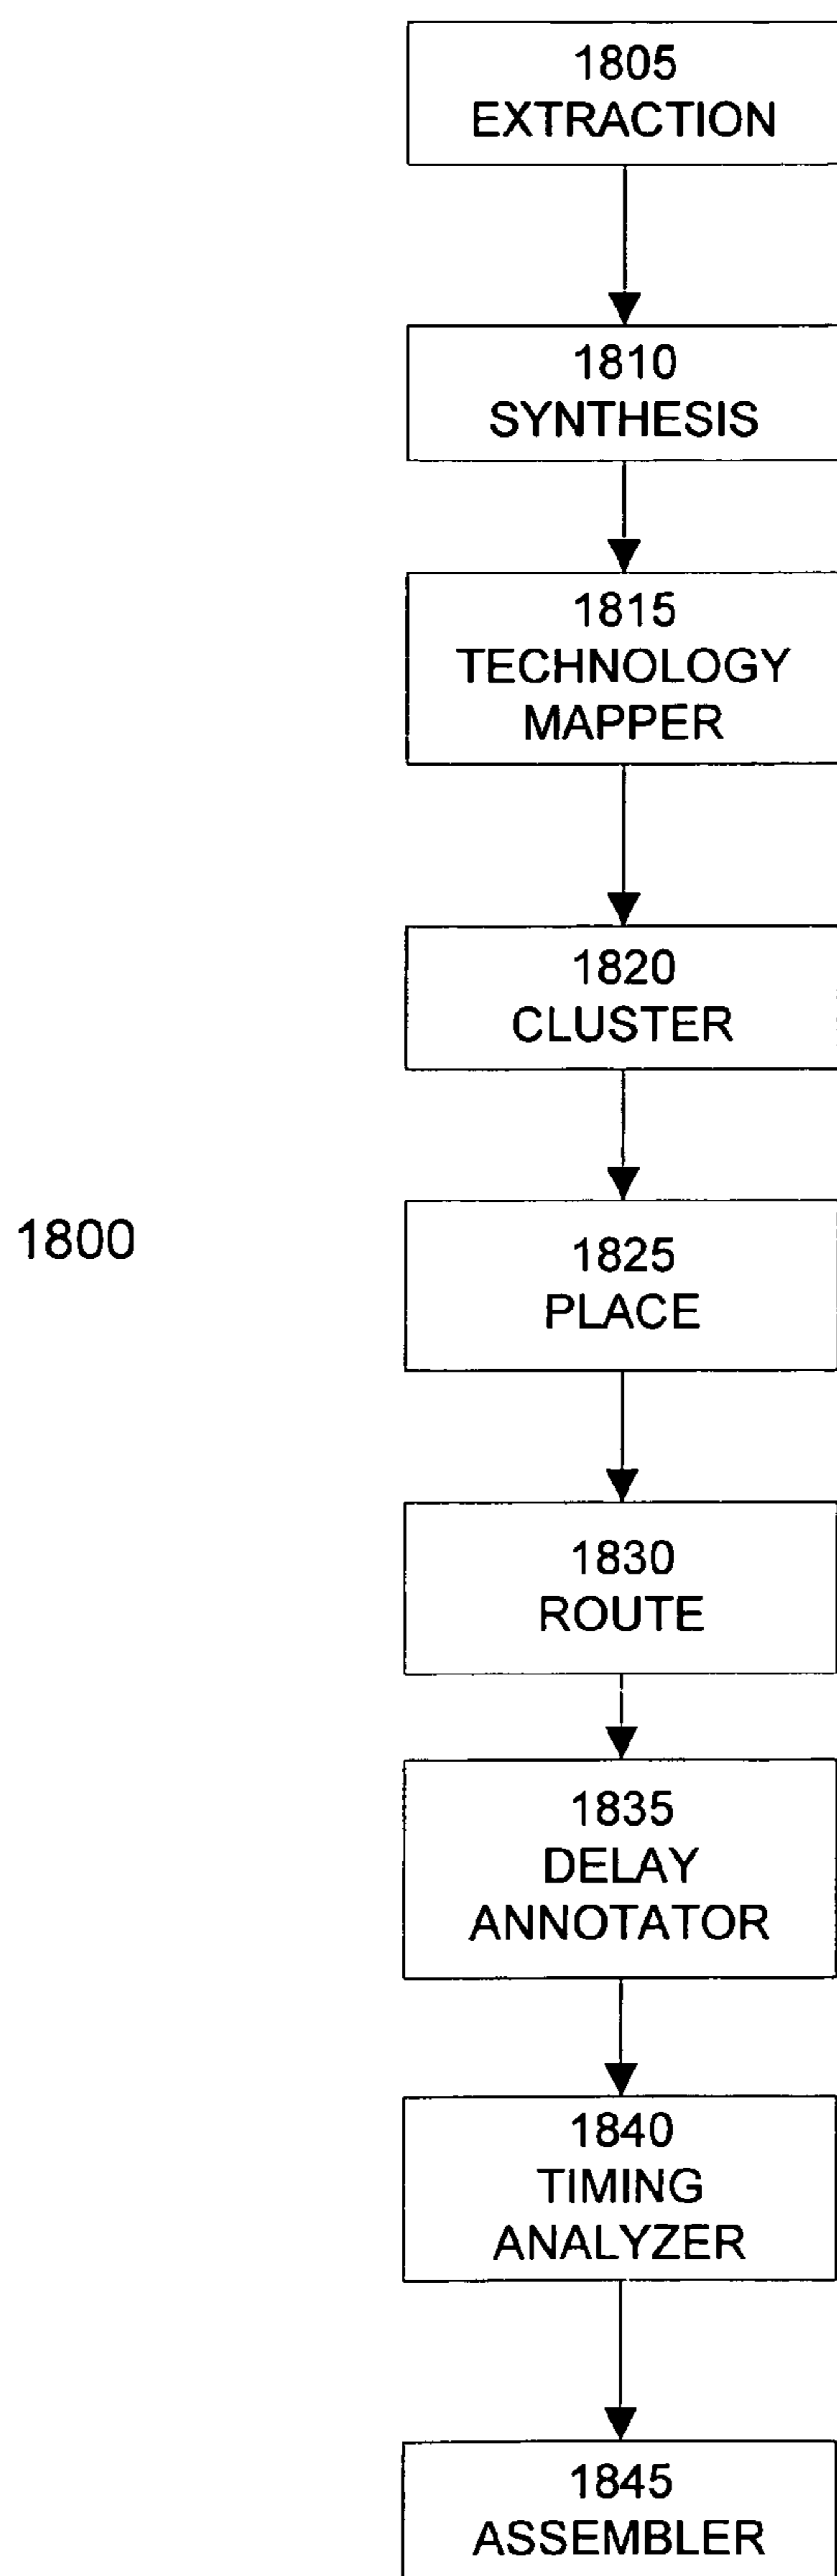 1805
EXTRACTION
1810
SYNTHESIS
1815
TECHNOLOGY
MAPPER
1820
CLUSTER
1800
1825
PLACE
1830
ROUTE
1835
DELAY
ANNOTATOR
1840
TIMING
ANALYZER
1845
ASSEMBLER